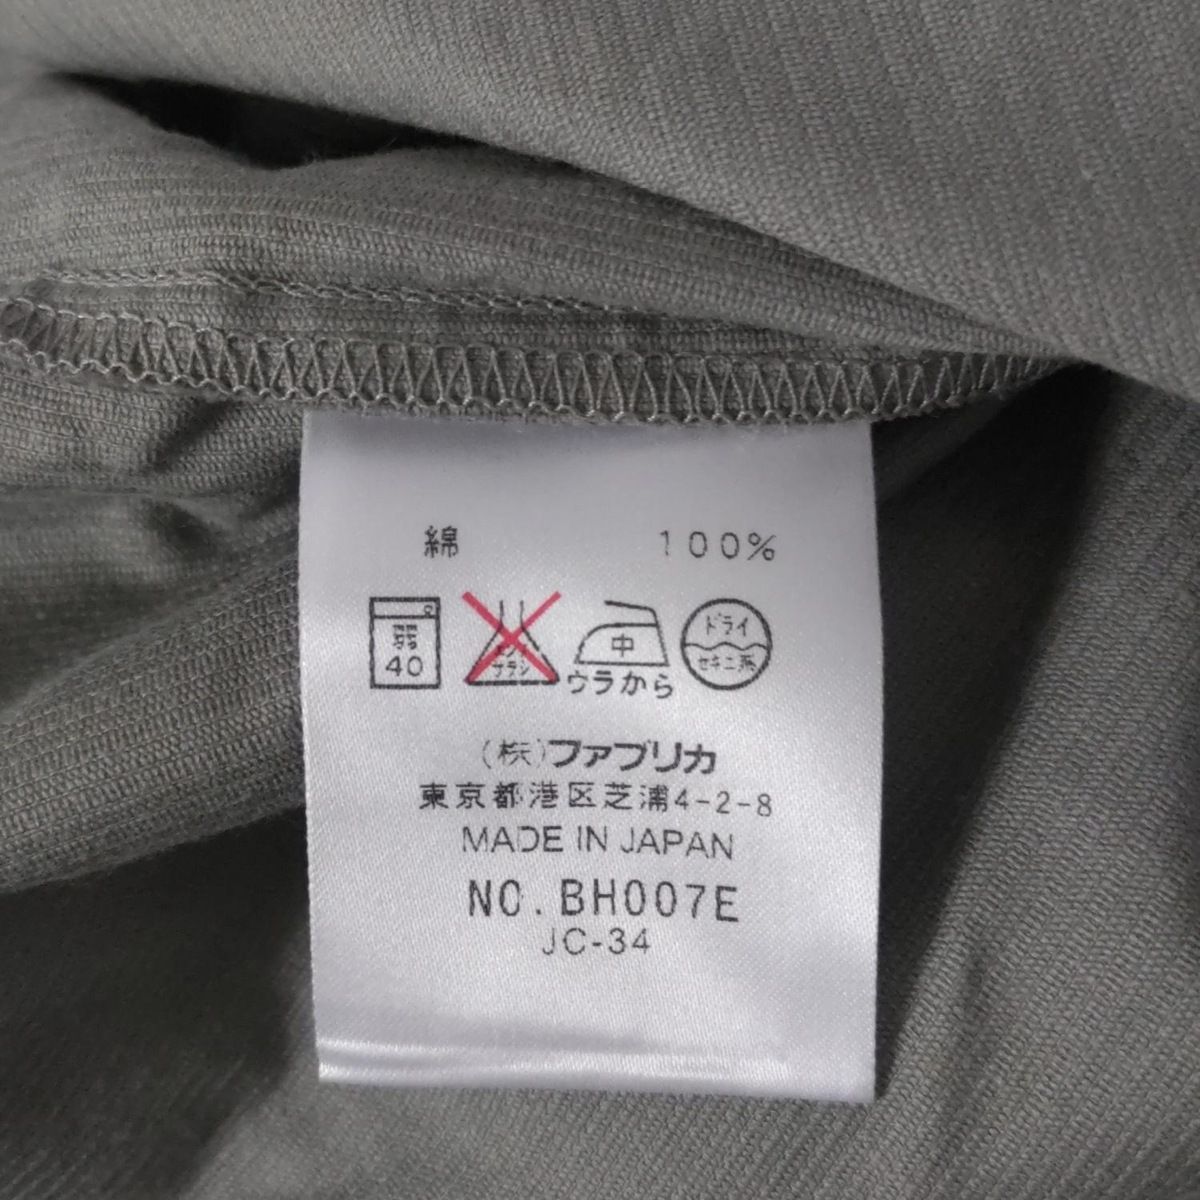 綿 100%
弱 40
エンソ サラシ
中
ウラから
ドライ
セキユ系
(株)ファブリカ
東京都港区芝浦4-2-8
MADE IN JAPAN
NO.BH007E
JC-34